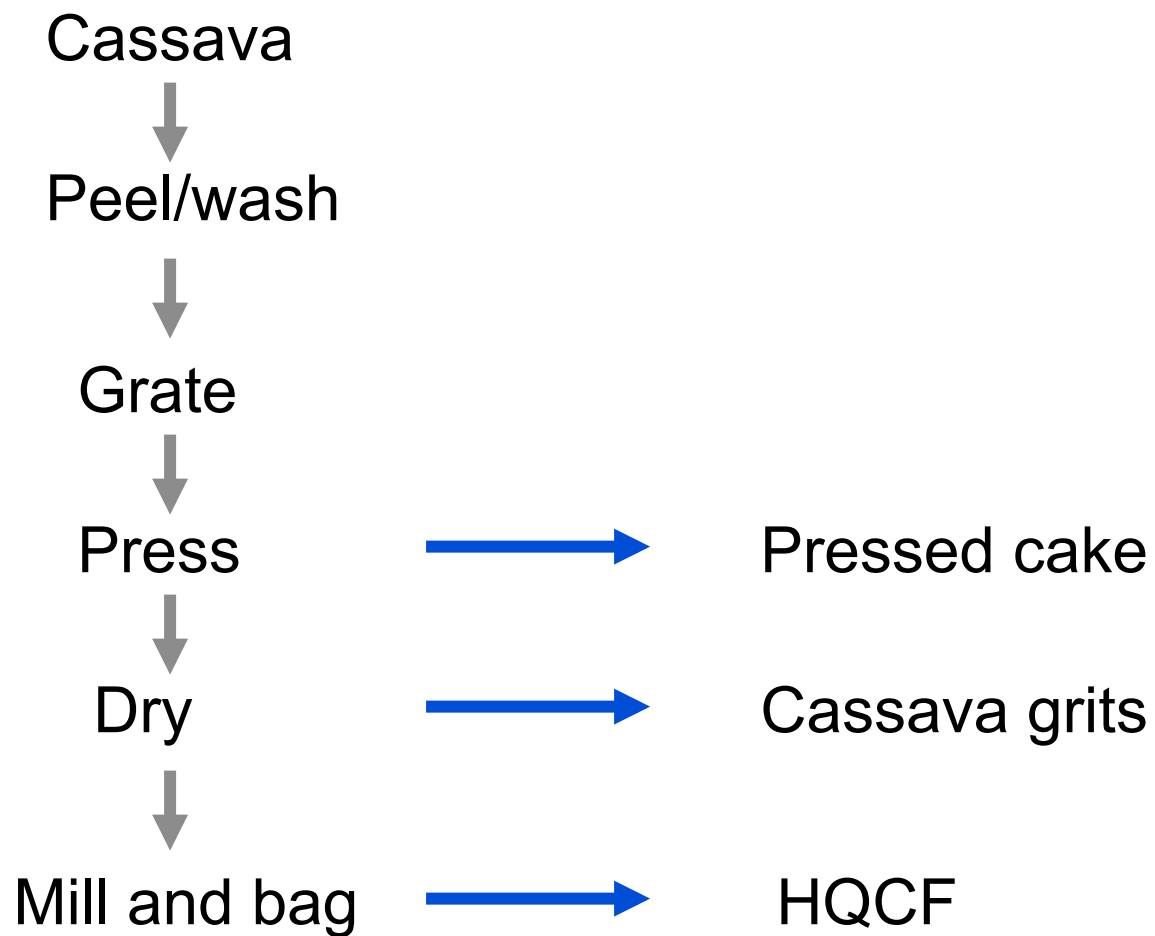 Cassava
Peel/wash
Grate
Press
Pressed cake
Dry
Cassava grits
Mill and bag
HQCF